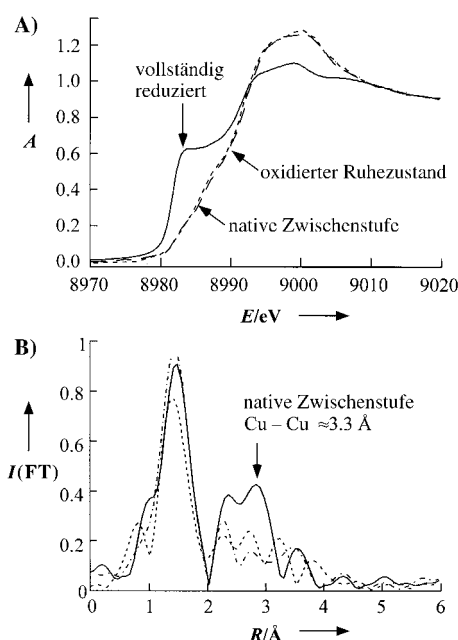 A)
1.2
1.0
0.8
0.6
0.4
0.2
0.0
A
vollständig
reduziert
oxidierter Ruhezustand
native Zwischenstufe
8970 8980 8990 9000 9010 9020
E/eV
B)
1
0.8
0.4
0.2
0
I(FT)
native Zwischenstufe
Cu – Cu ≈3.3 Å
0 1 2 3 4 5 6
R/Å